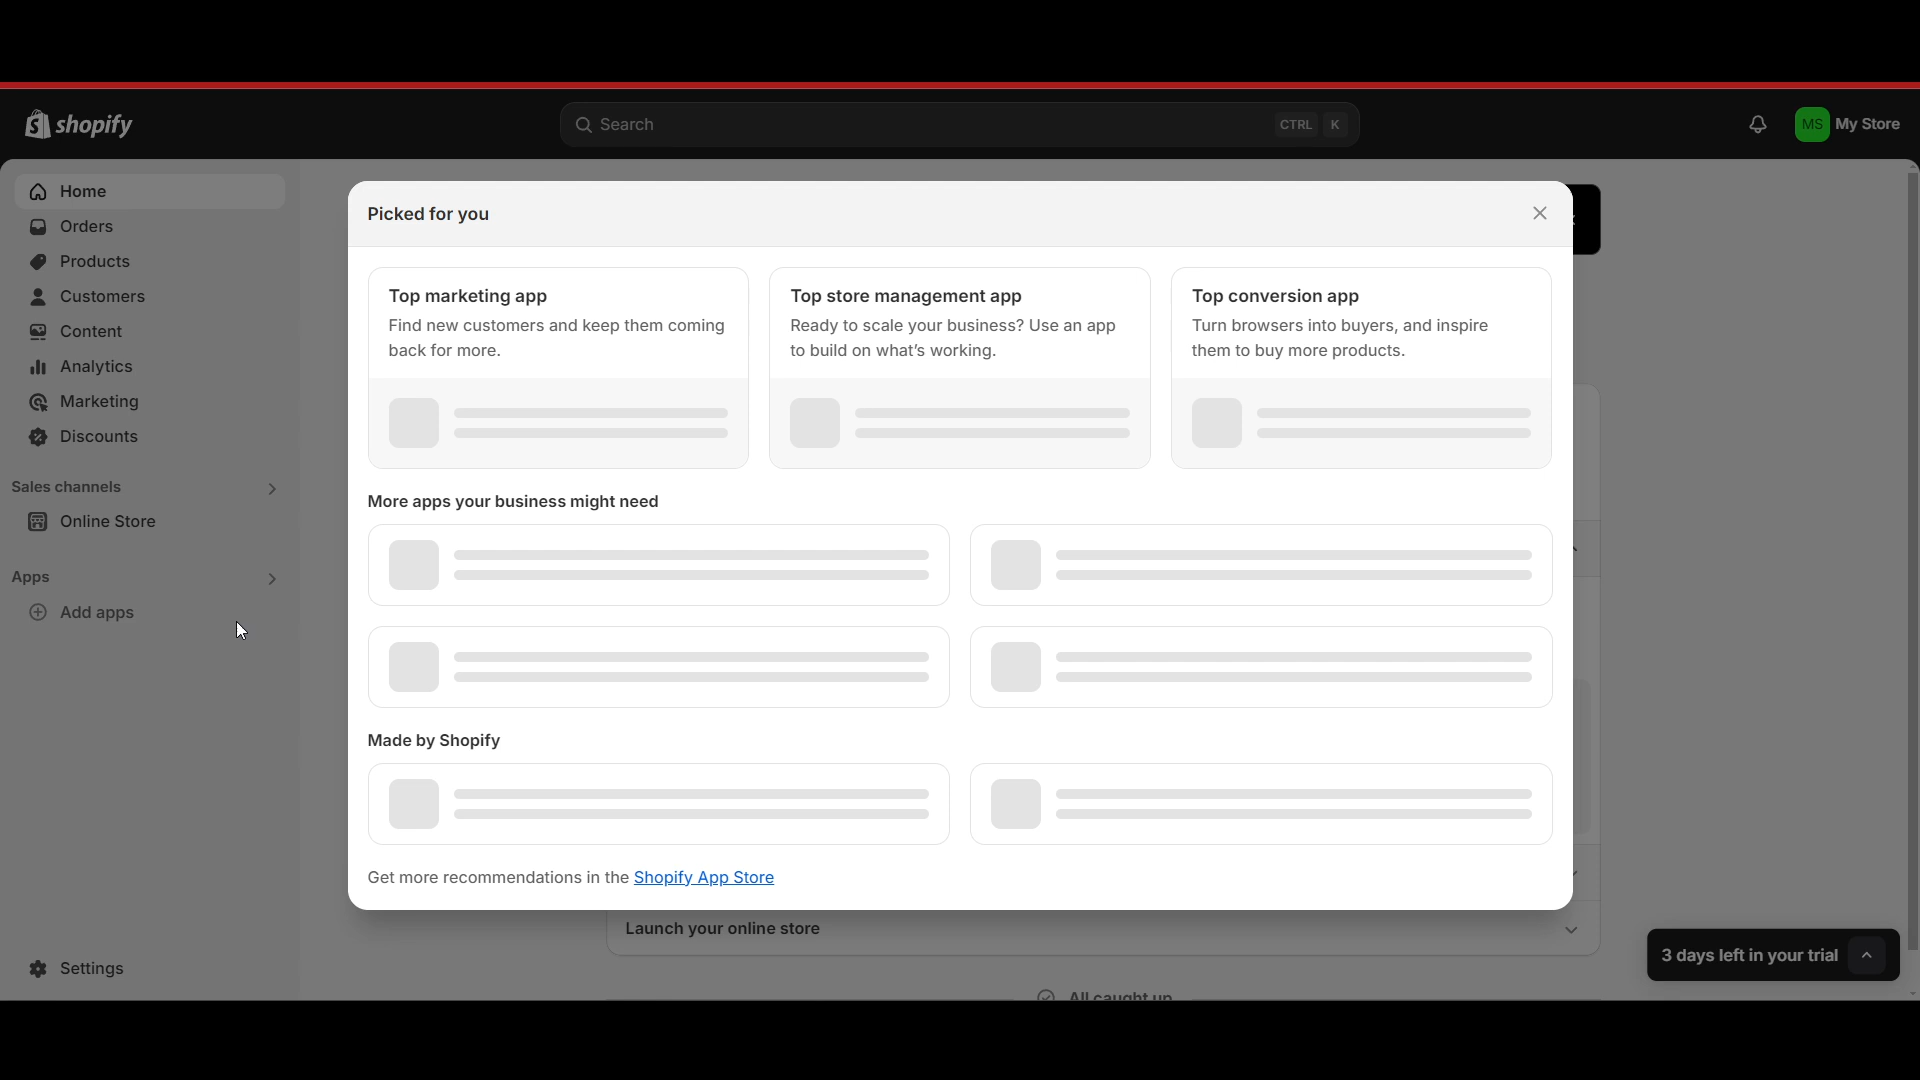 shopify
Search
CTRL K
MS My Store
Home
Orders
Products
Customers
Content
Analytics
Marketing
Discounts
Sales channels
Online Store
Apps
Add apps
Settings
Picked for you
Top marketing app
Find new customers and keep them coming
back for more.
Top store management app
Ready to scale your business? Use an app
to build on what's working.
Top conversion app
Turn browsers into buyers, and inspire
them to buy more products.
More apps your business might need
Made by Shopify
Get more recommendations in the Shopify App Store
Launch your online store
3 days left in your trial
All caught up